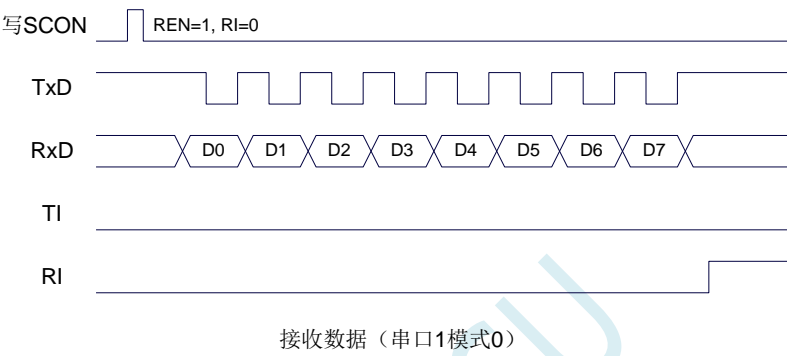 写SCON REN=1, RI=0
TxD
RxD D0 D1 D2 D3 D4 D5 D6 D7
TI
RI
接收数据（串口1模式0）